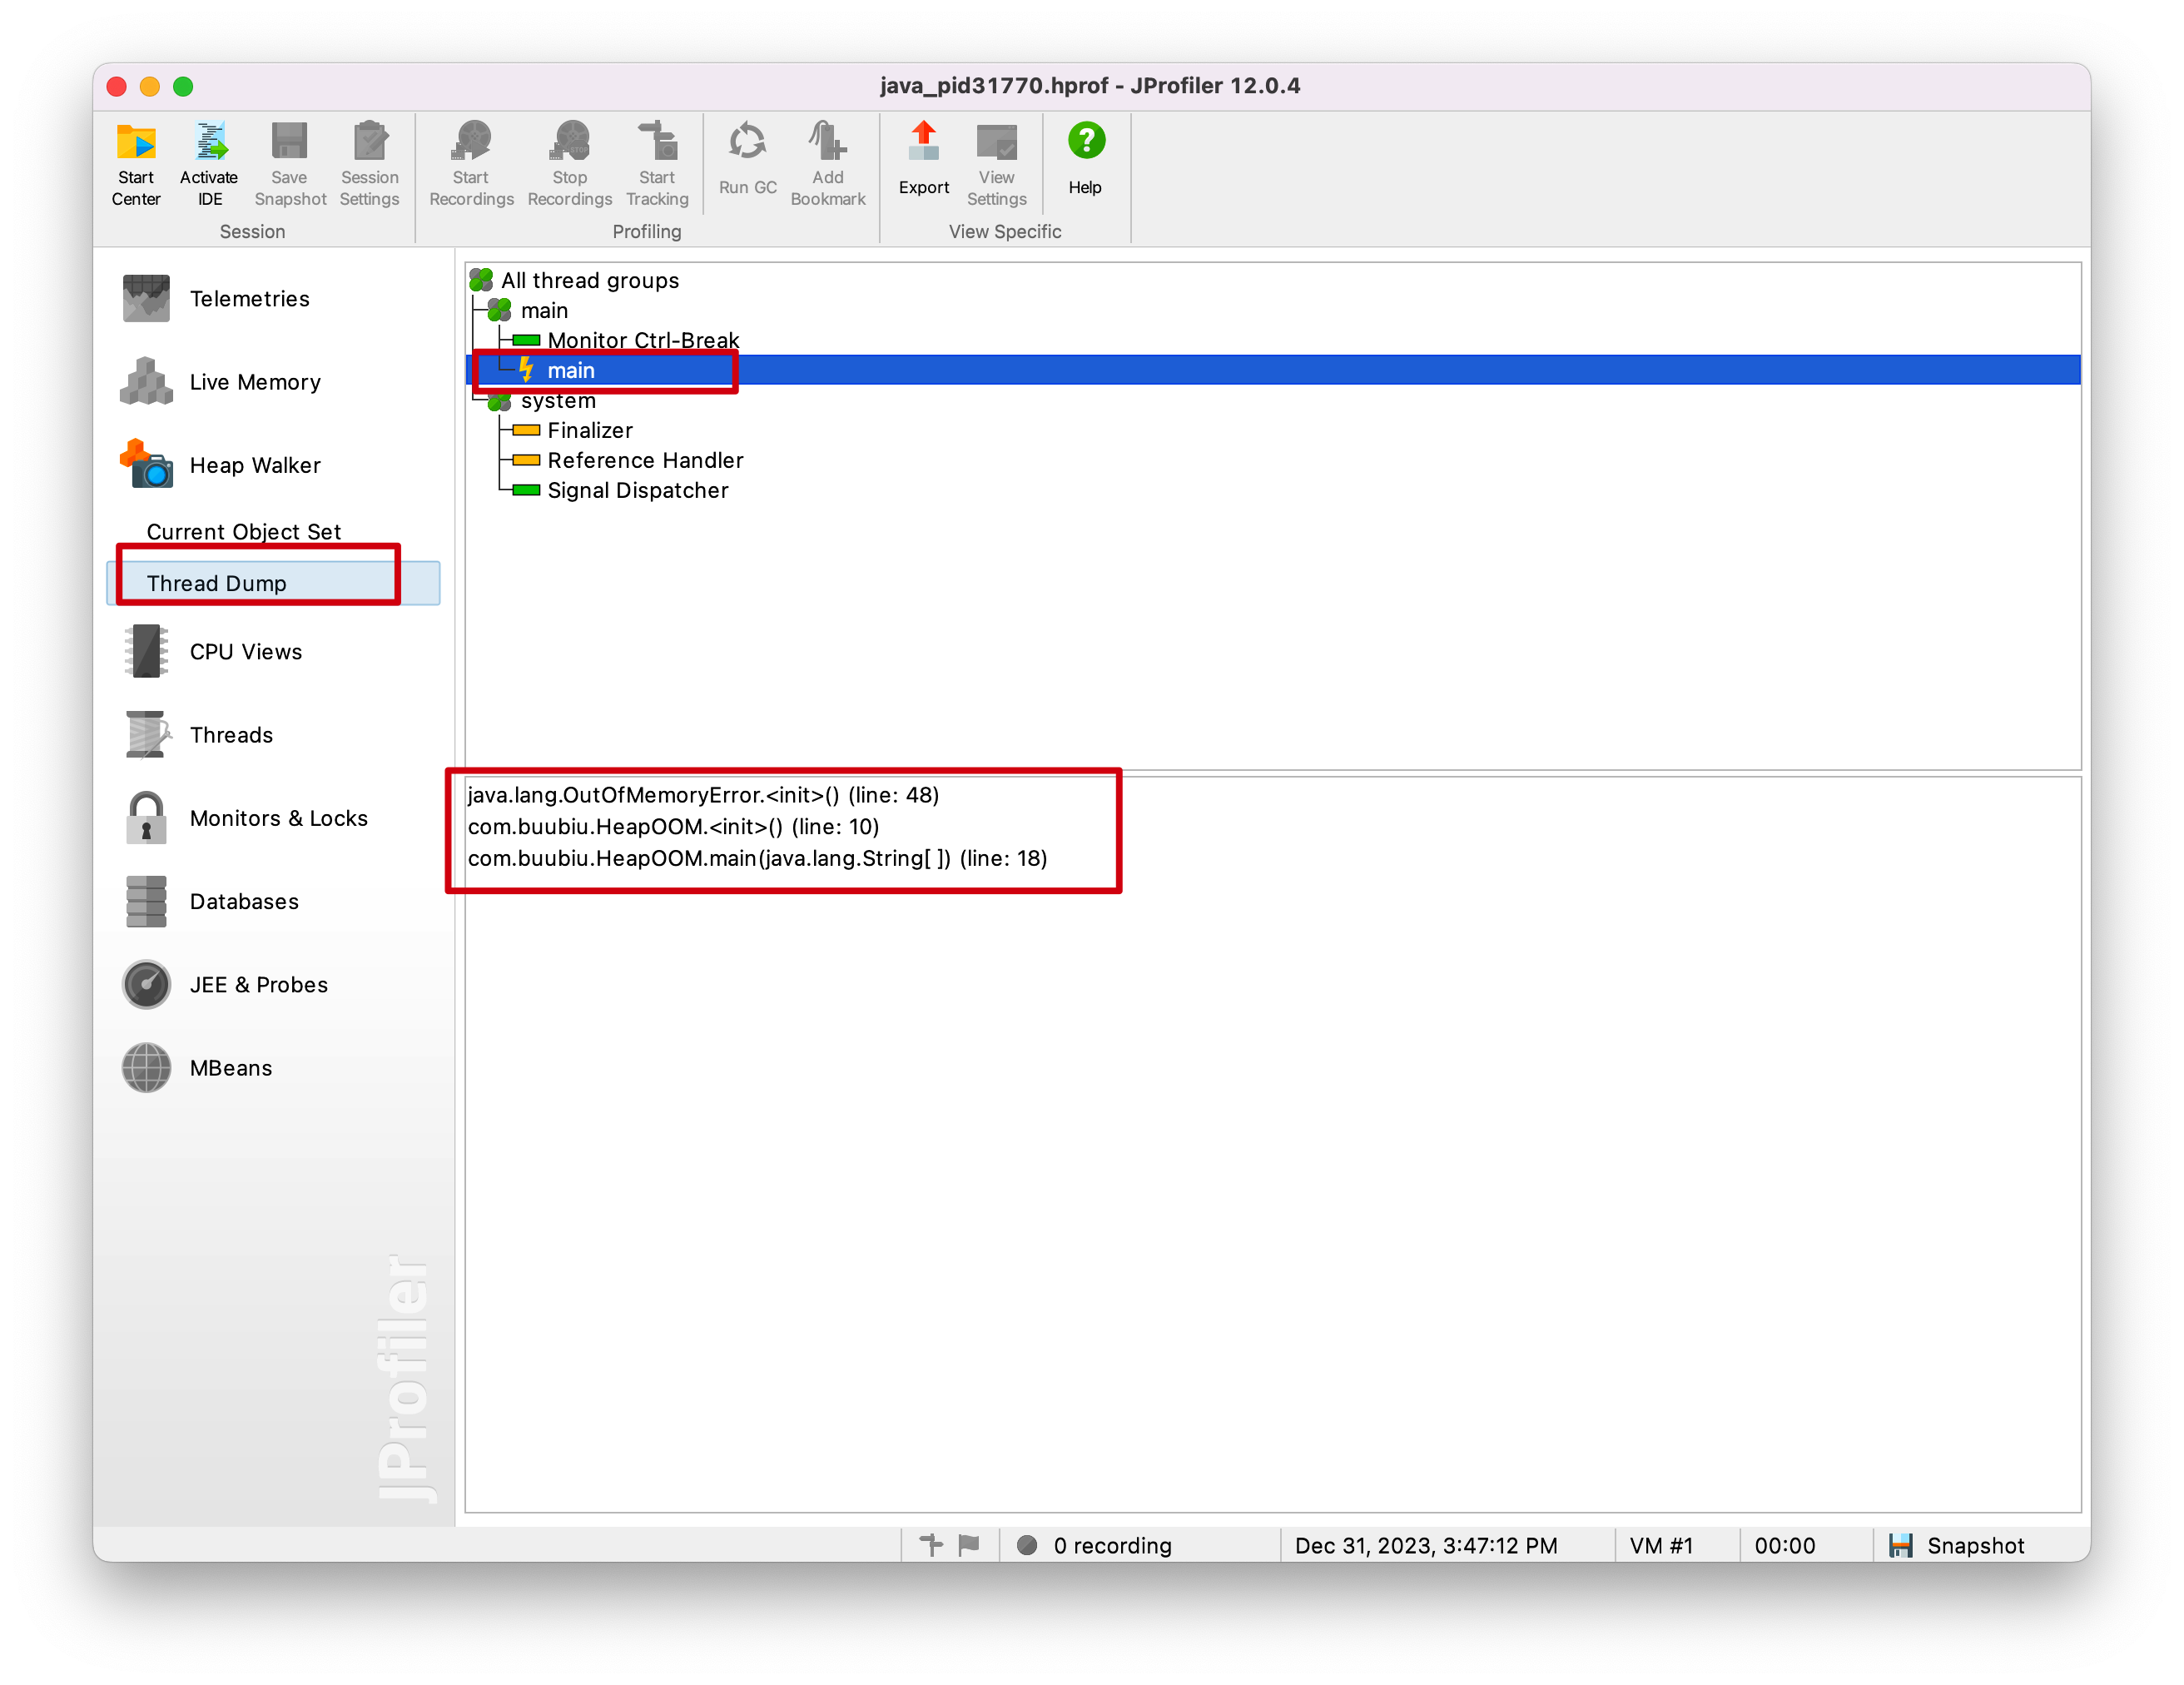 java_pid31770.hprof - JProfiler 12.0.4
Start Center
Activate IDE
Save Snapshot
Session Settings
Start Recordings
Stop Recordings
Start Tracking
Run GC
Add Bookmark
Export
View Settings
Help
Session
Profiling
View Specific
Telemetries
Live Memory
Heap Walker
Current Object Set
Thread Dump
CPU Views
Threads
Monitors & Locks
Databases
JEE & Probes
MBeans
JProfiler
All thread groups
main
Monitor Ctrl-Break
main
system
Finalizer
Reference Handler
Signal Dispatcher
java.lang.OutOfMemoryError.<init>() (line: 48)
com.buubiu.HeapOOM.<init>() (line: 10)
com.buubiu.HeapOOM.main(java.lang.String[ ]) (line: 18)
0 recording
Dec 31, 2023, 3:47:12 PM
VM #1
00:00
Snapshot